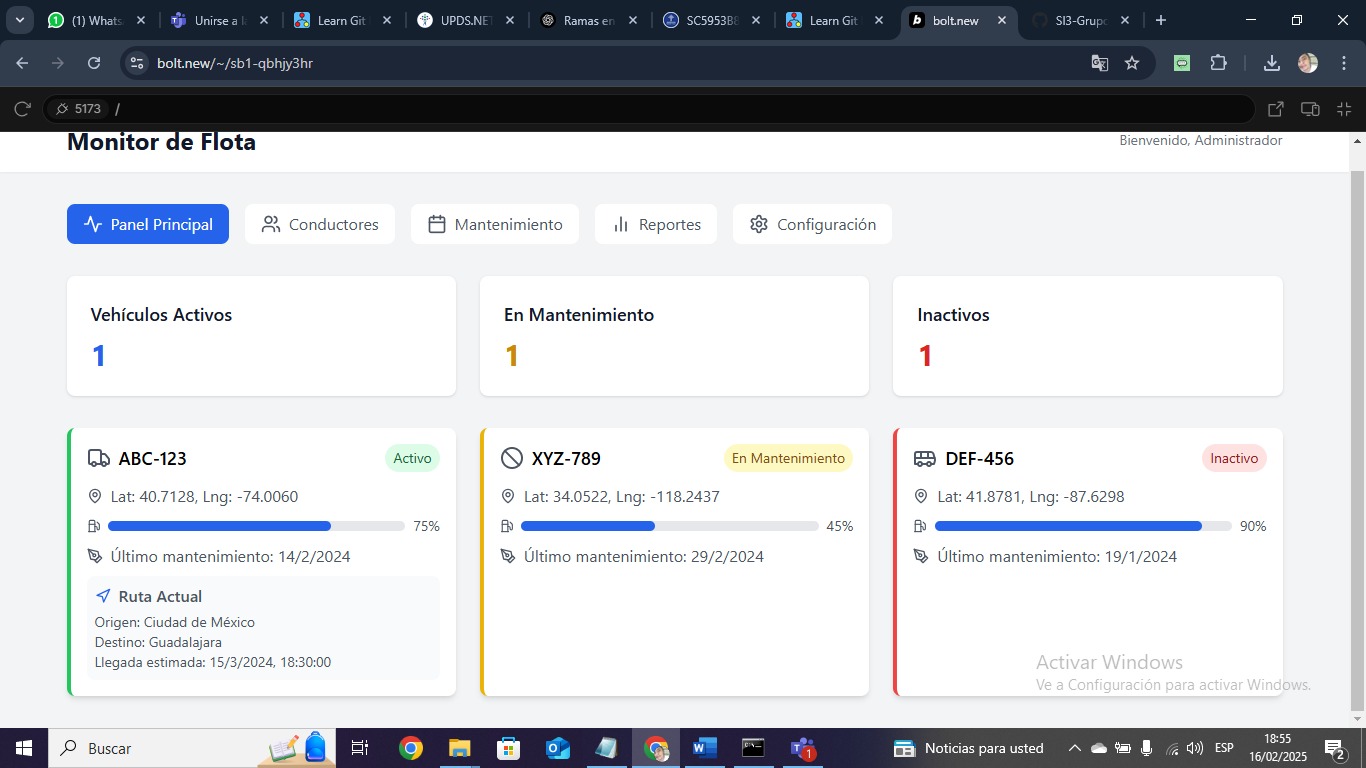 (1) Whats
Unirse a la
Learn Git
UPDS.NET
Ramas en
SC5953B8
Learn Git
bolt.new
SI3-Grupo
bolt.new/~/sb1-qbhjy3hr
5173 /
Monitor de Flota
Bienvenido, Administrador
Panel Principal
Conductores
Mantenimiento
Reportes
Configuración
Vehículos Activos
1
En Mantenimiento
1
Inactivos
1
ABC-123
Activo
Lat: 40.7128, Lng: -74.0060
75%
Último mantenimiento: 14/2/2024
Ruta Actual
Origen: Ciudad de México
Destino: Guadalajara
Llegada estimada: 15/3/2024, 18:30:00
XYZ-789
En Mantenimiento
Lat: 34.0522, Lng: -118.2437
45%
Último mantenimiento: 29/2/2024
DEF-456
Inactivo
Lat: 41.8781, Lng: -87.6298
90%
Último mantenimiento: 19/1/2024
Activar Windows
Ve a Configuración para activar Windows.
Buscar
1
Noticias para usted
ESP
18:55
16/02/2025
2